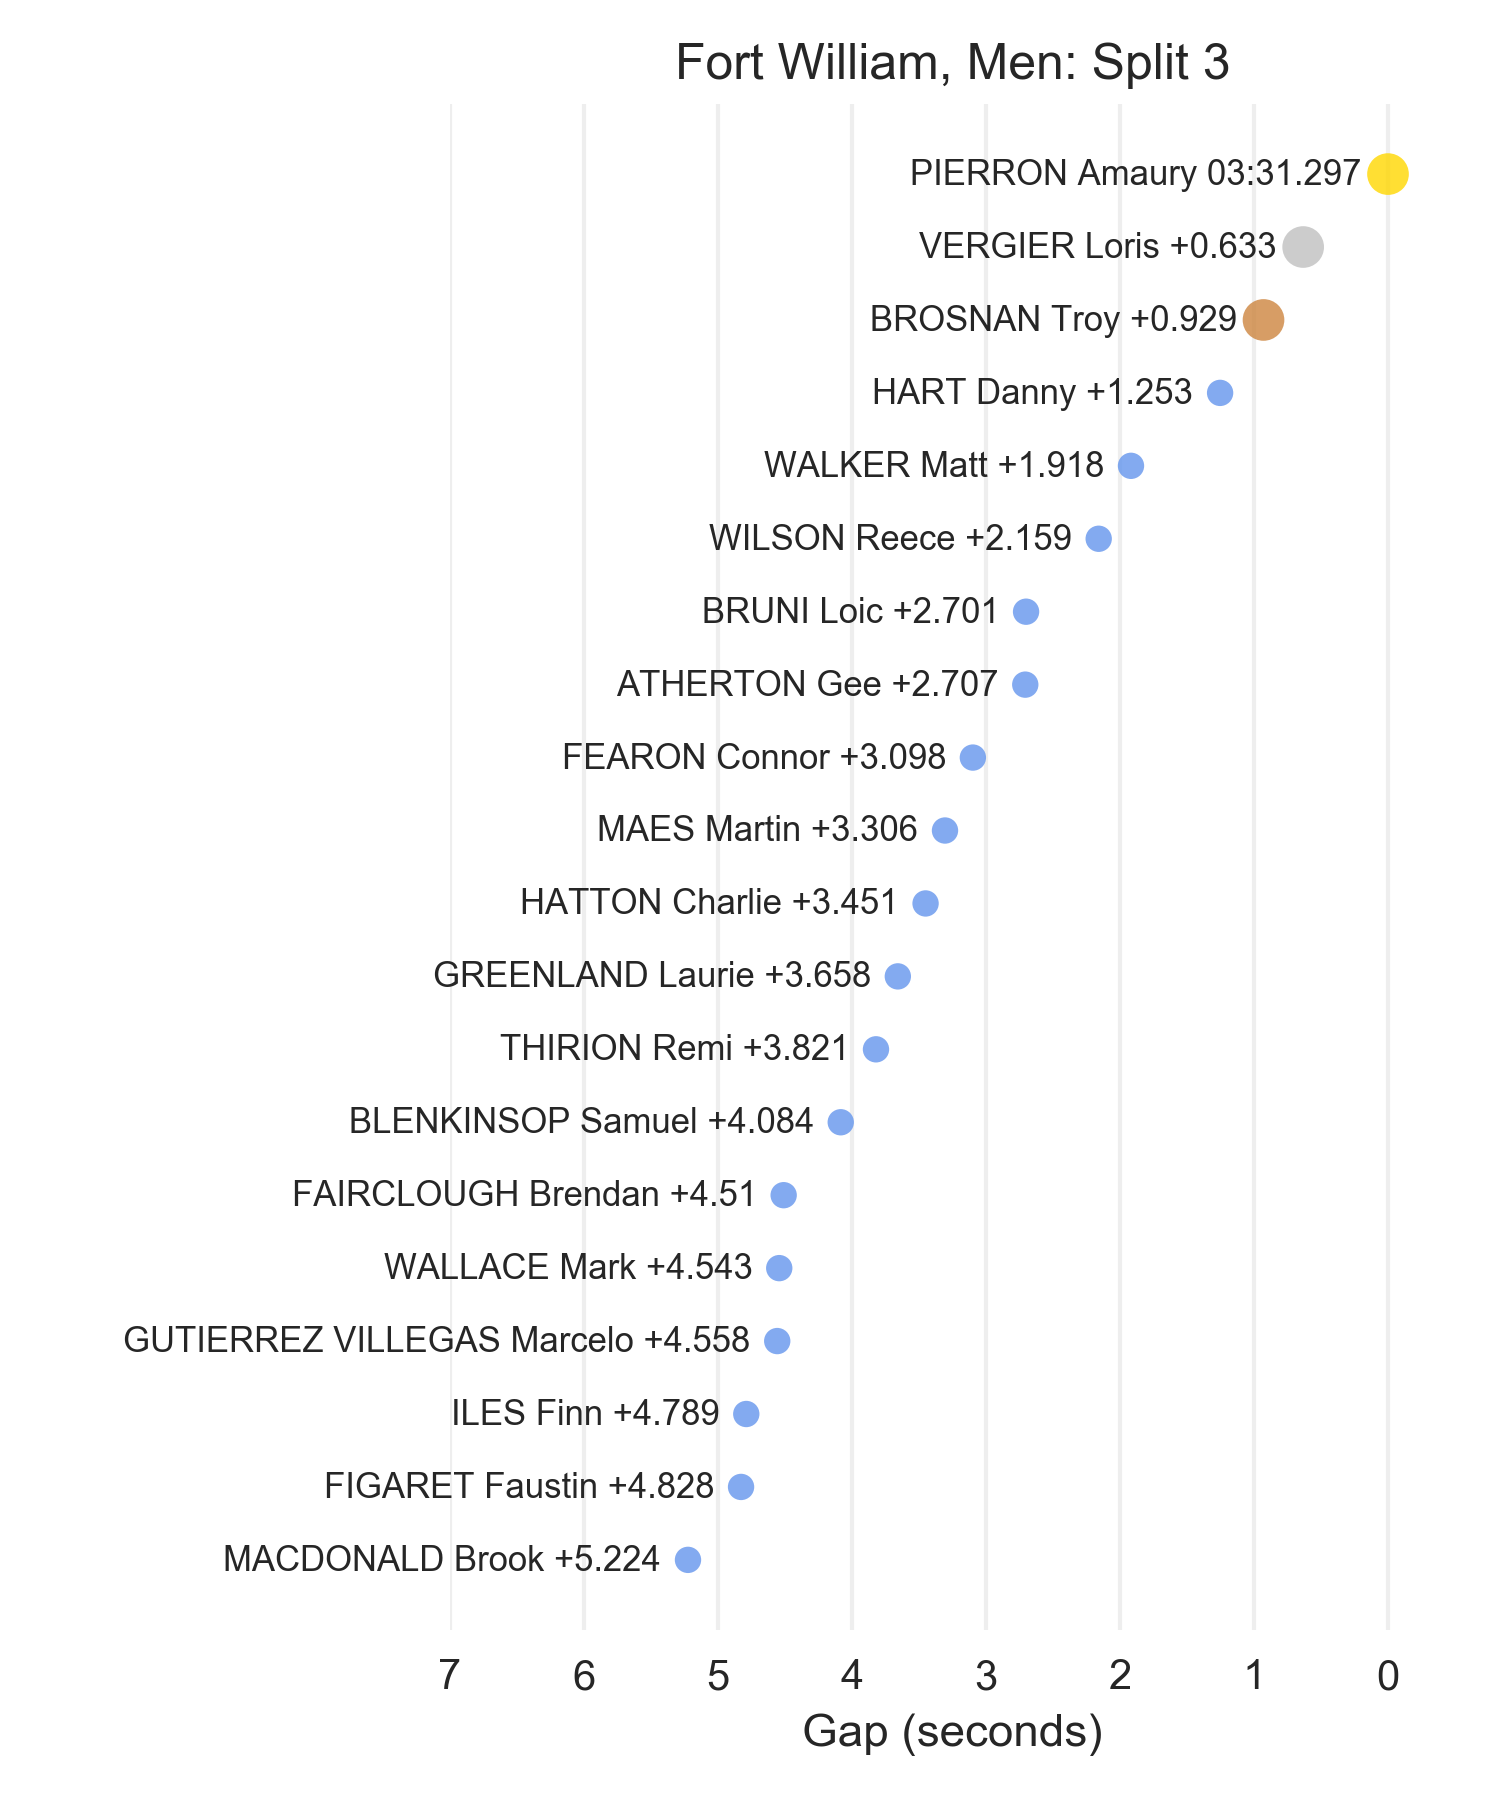 Fort William, Men: Split 3
PIERRON Amaury 03:31.297
VERGIER Loris +0.633
BROSNAN Troy +0.929
HART Danny +1.253
WALKER Matt +1.918
WILSON Reece +2.159
BRUNI Loic +2.701
ATHERTON Gee +2.707
FEARON Connor +3.098
MAES Martin +3.306
HATTON Charlie +3.451
GREENLAND Laurie +3.658
THIRION Remi +3.821
BLENKINSOP Samuel +4.084
FAIRCLOUGH Brendan +4.51
WALLACE Mark +4.543
GUTIERREZ VILLEGAS Marcelo +4.558
ILES Finn +4.789
FIGARET Faustin +4.828
MACDONALD Brook +5.224
7 6 5 4 3 2 1 0
Gap (seconds)